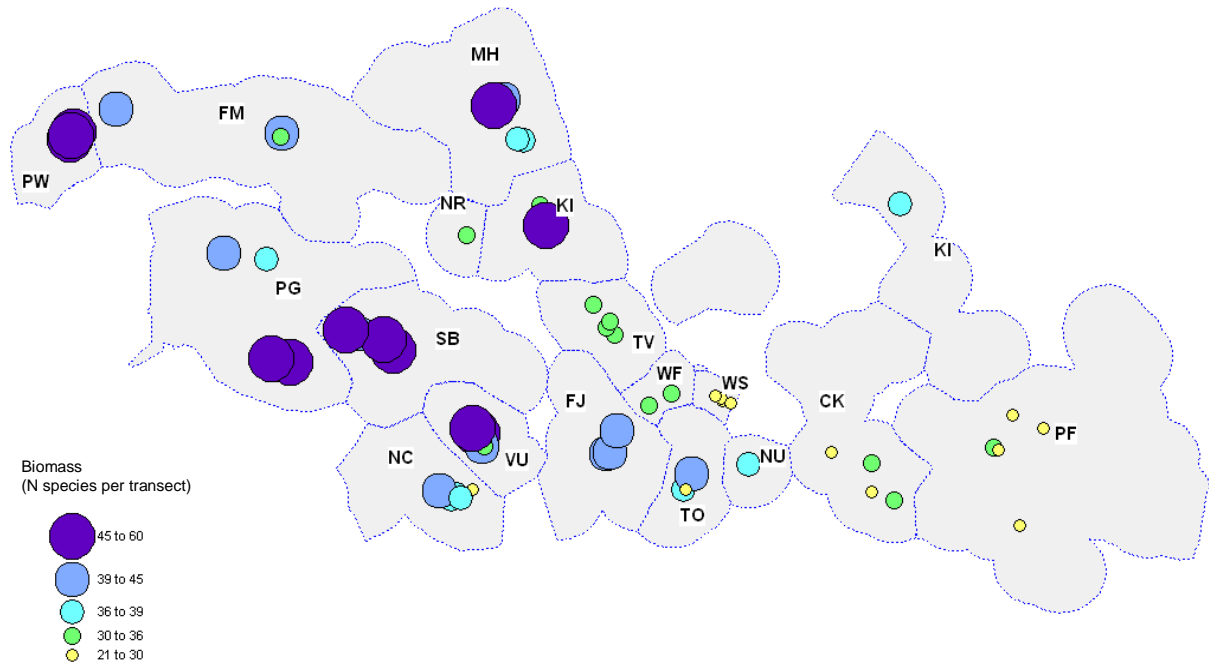 MH
FM
PW
NR
KI
KI
PG
SB
TV
WF
WS
FJ
CK
PF
NC
VU
NU
TO
Biomass
(N species per transect)
45 to 60
39 to 45
36 to 39
30 to 36
21 to 30